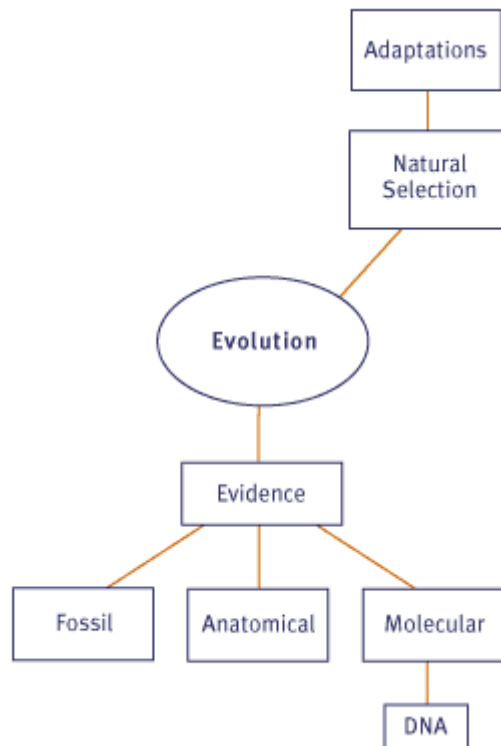 Adaptations
Natural
Selection
Evolution
Evidence
Fossil
Anatomical
Molecular
DNA